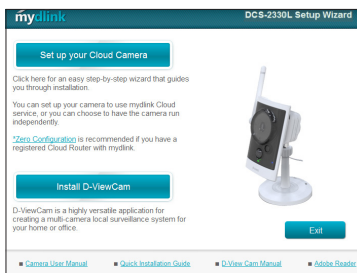 mydlink
DCS-2330L Setup Wizard
Set up your Cloud Camera
Click here for an easy step-by-step wizard that guides
you through installation.
You can set up your camera to use mydlink Cloud
service, or you can choose to have the camera run
independently.
*Zero Configuration is recommended if you have a
registered Cloud Router with mydlink.
Install D-ViewCam
D-ViewCam is a highly versatile application for
creating a multi-camera local surveillance system for
your home or office.
Exit
Camera User Manual
Quick Installation Guide
D-View Cam Manual
Adobe Reader